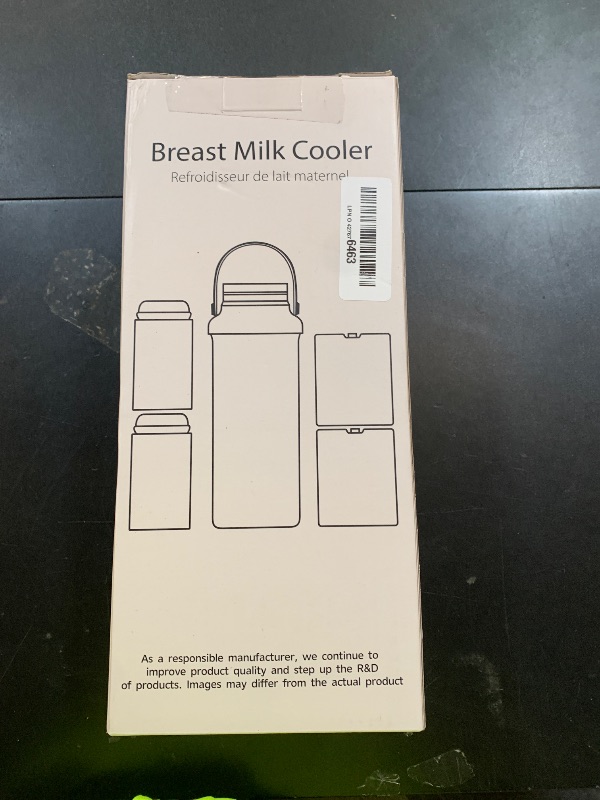 Breast Milk Cooler
Refroidisseur de lait maternel
6463
As a responsible manufacturer, we continue to
improve product quality and step up the R&D
of products. Images may differ from the actual product